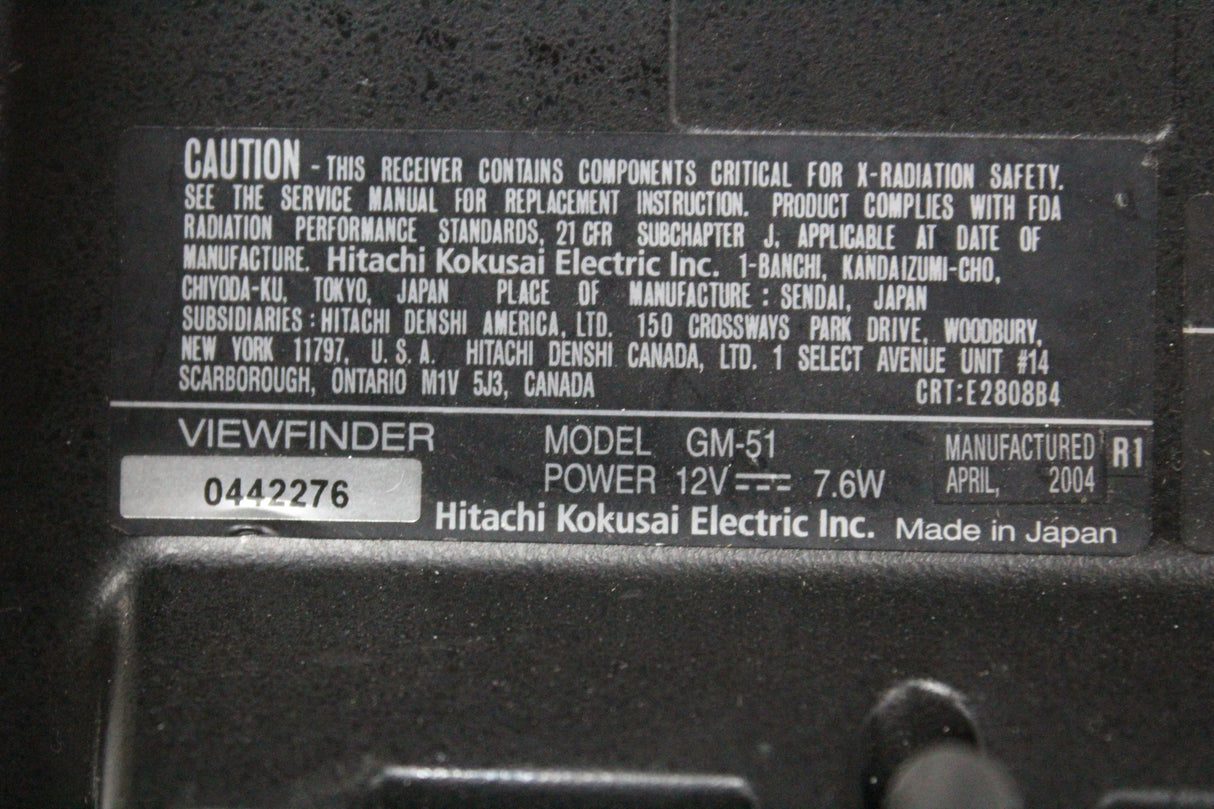 CAUTION - THIS RECEIVER CONTAINS COMPONENTS CRITICAL FOR X-RADIATION SAFETY.
SEE THE SERVICE MANUAL FOR REPLACEMENT INSTRUCTION. PRODUCT COMPLIES WITH FDA
RADIATION PERFORMANCE STANDARDS, 21 CFR SUBCHAPTER J, APPLICABLE AT DATE OF
MANUFACTURE. Hitachi Kokusai Electric Inc. 1-BANCHI, KANDAIZUMI-CHO,
CHIYODA-KU, TOKYO, JAPAN PLACE OF MANUFACTURE : SENDAI, JAPAN
SUBSIDIARIES : HITACHI DENSHI AMERICA, LTD. 150 CROSSWAYS PARK DRIVE, WOODBURY,
NEW YORK 11797, U. S. A. HITACHI DENSHI CANADA, LTD. 1 SELECT AVENUE UNIT #14
SCARBOROUGH, ONTARIO M1V 5J3, CANADA CRT:E2808B4
VIEWFINDER MODEL GM-51 MANUFACTURED R1
POWER 12V 7.6W APRIL, 2004
0442276
Hitachi Kokusai Electric Inc. Made in Japan